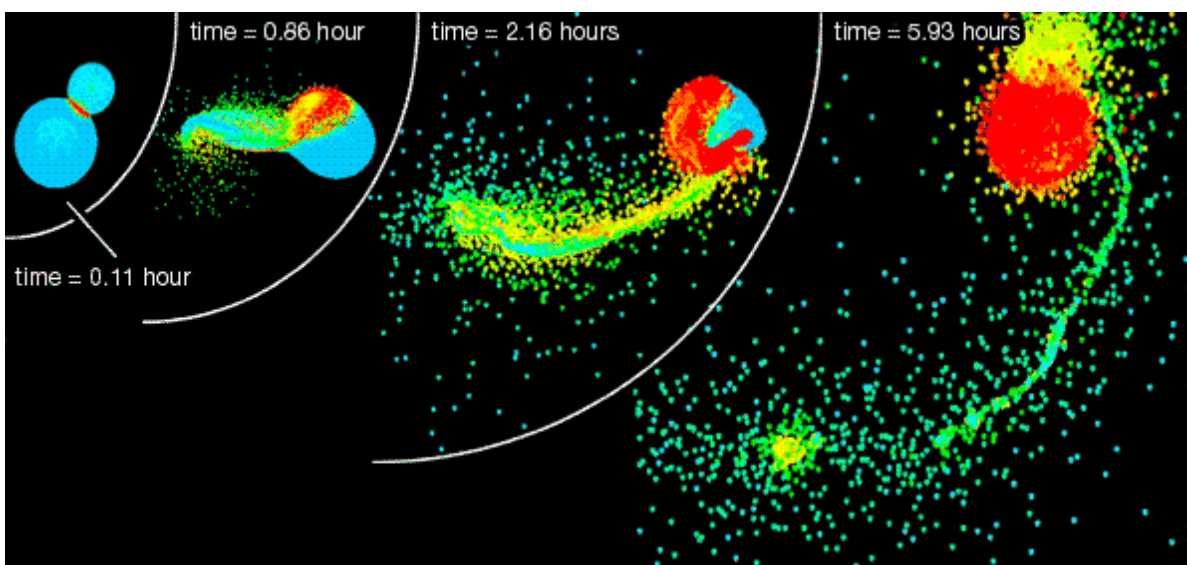 time = 0.11 hour
time = 0.86 hour
time = 2.16 hours
time = 5.93 hours